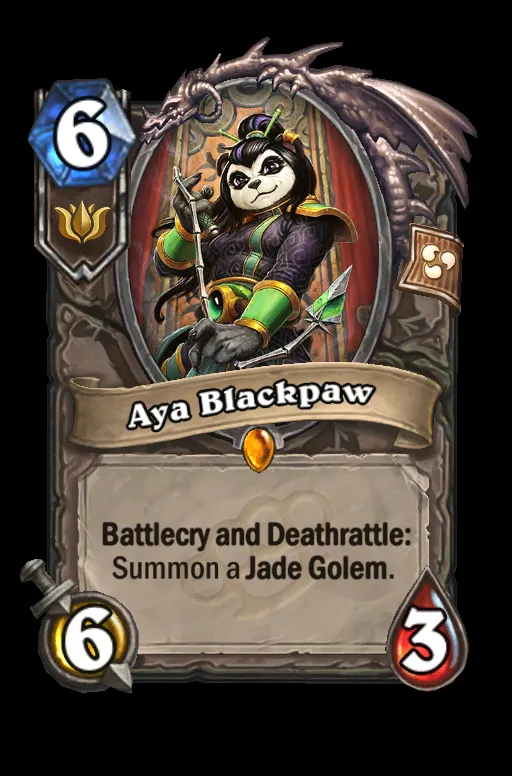 6
Aya Blackpaw
Battlecry and Deathrattle:
Summon a Jade Golem.
6
3